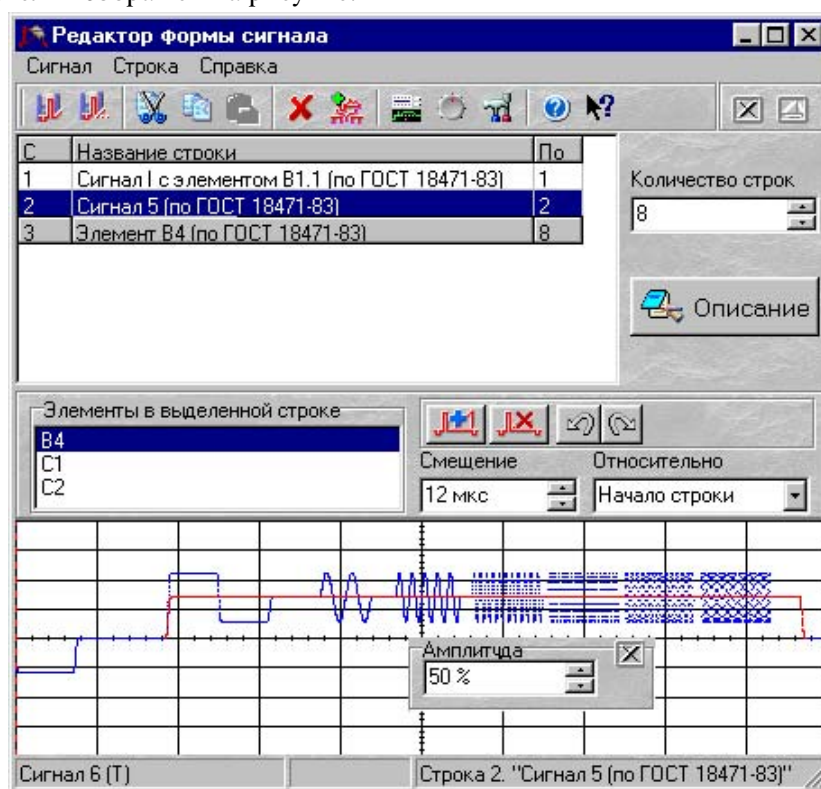 Редактор формы сигнала
Сигнал Строка Справка
С Название строки По
1 Сигнал I с элементом В1.1 (по ГОСТ 18471-83) 1
2 Сигнал 5 (по ГОСТ 18471-83) 2
3 Элемент В4 (по ГОСТ 18471-83) 8
Количество строк
8
Описание
Элементы в выделенной строке
В4
С1
С2
Смещение Относительно
12 мкс Начало строки
Амплитуда
50 %
Сигнал 6 (Т) Строка 2. "Сигнал 5 (по ГОСТ 18471-83)"